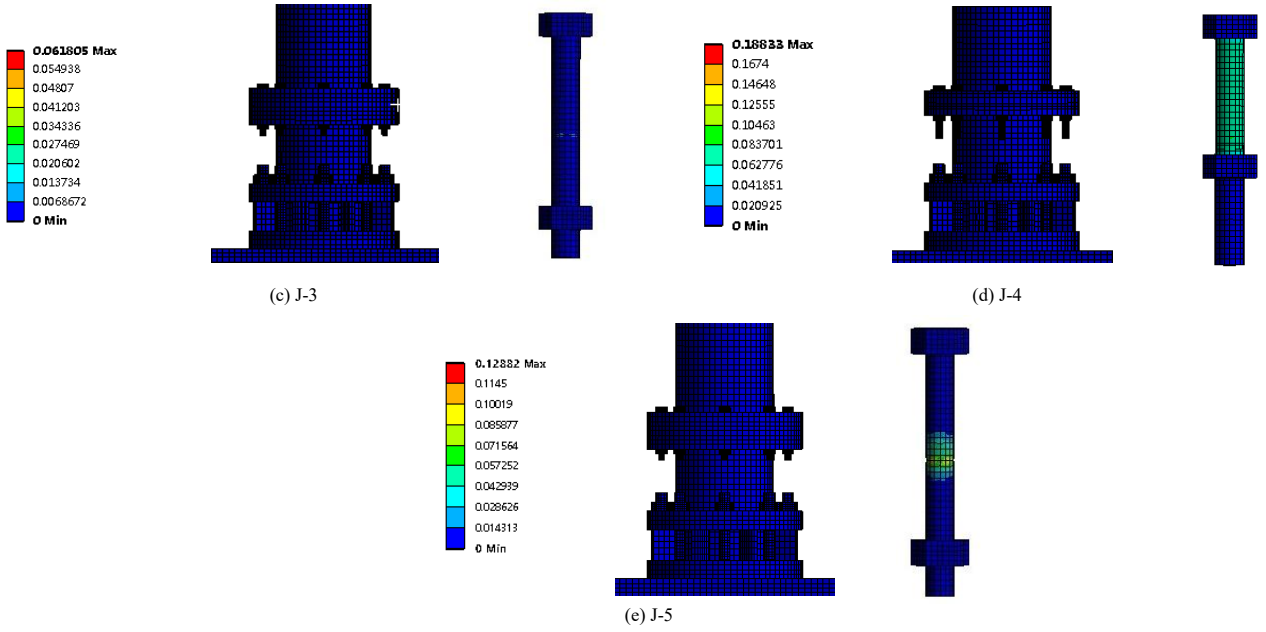 0.061805 Max
0.054938
0.04807
0.041203
0.034336
0.027469
0.020602
0.013734
0.0068672
0 Min
(c) J-3
0.18833 Max
0.1674
0.14648
0.12555
0.10463
0.083701
0.062776
0.041851
0.020925
0 Min
(d) J-4
0.12882 Max
0.1145
0.10019
0.085877
0.071564
0.057252
0.042939
0.028626
0.014313
0 Min
(e) J-5